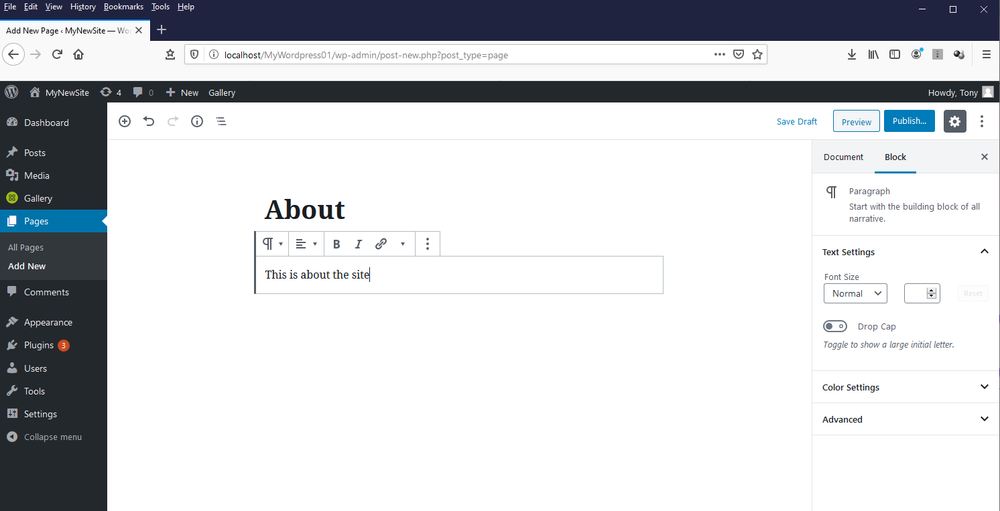 File Edit View History Bookmarks Tools Help
Add New Page ‹ MyNewSite — Wo
localhost/MyWordpress01/wp-admin/post-new.php?post_type=page
MyNewSite 4 0 New Gallery Howdy, Tony
Dashboard
Posts
Media
Gallery
Pages
All Pages
Add New
Comments
Appearance
Plugins 3
Users
Tools
Settings
Collapse menu
Save Draft Preview Publish...
About
B I
This is about the site
Document Block
Paragraph
Start with the building block of all
narrative.
Text Settings
Font Size
Normal Reset
Drop Cap
Toggle to show a large initial letter.
Color Settings
Advanced